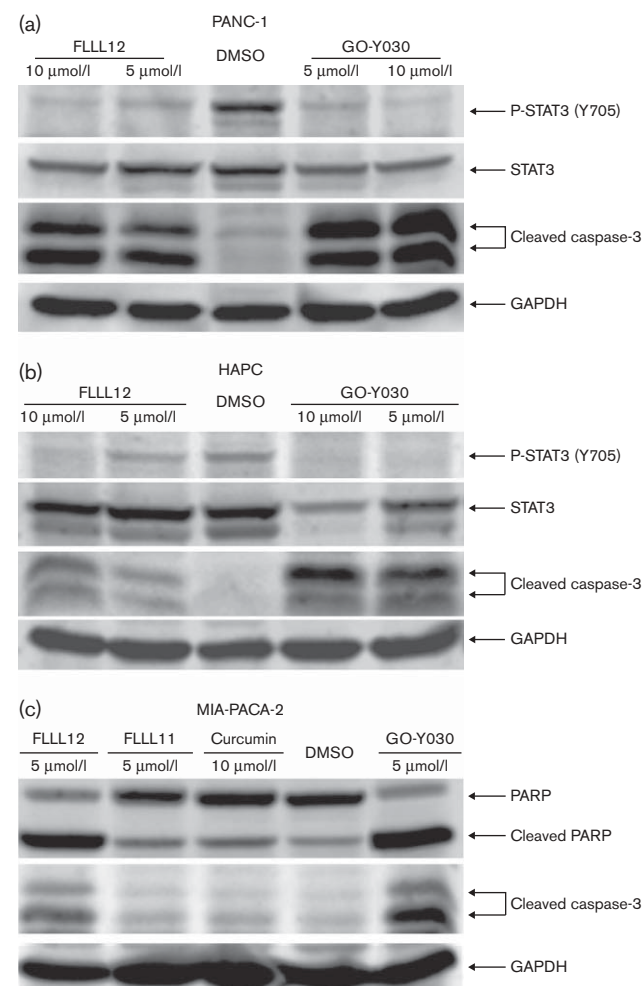 (a)
PANC-1
FLLL12 DMSO GO-Y030
10 μmol/l 5 μmol/l 5 μmol/l 10 μmol/l
P-STAT3 (Y705)
STAT3
Cleaved caspase-3
GAPDH
(b)
HAPC
FLLL12 DMSO GO-Y030
10 μmol/l 5 μmol/l 10 μmol/l 5 μmol/l
P-STAT3 (Y705)
STAT3
Cleaved caspase-3
GAPDH
(c)
MIA-PACA-2
FLLL12 FLLL11 Curcumin DMSO GO-Y030
5 μmol/l 5 μmol/l 10 μmol/l 5 μmol/l
PARP
Cleaved PARP
Cleaved caspase-3
GAPDH